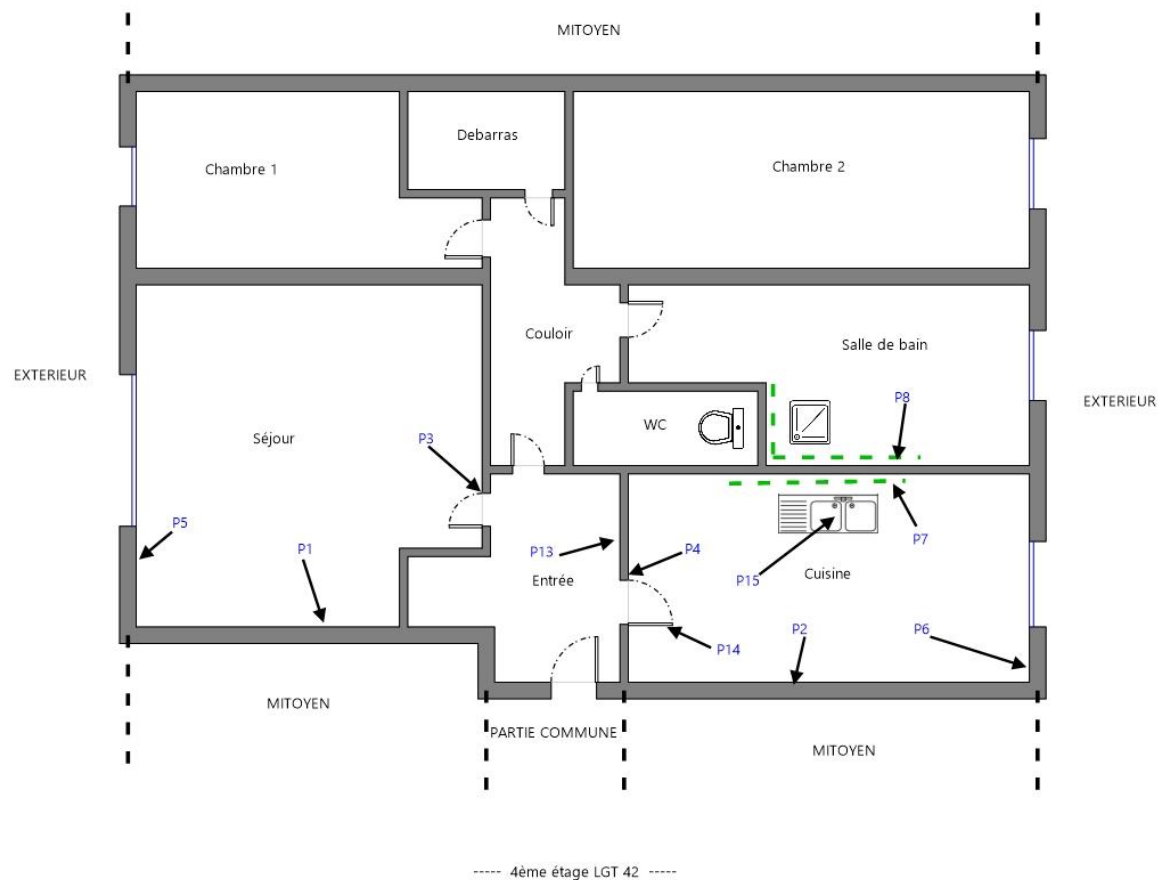 MITOYEN
Debarras
Chambre 1
Chambre 2
Couloir
Salle de bain
EXTERIEUR
EXTERIEUR
P8
WC
Séjour
P3
P5
P1
P13
P4
P7
Entrée
P15
Cuisine
P14
P2
P6
MITOYEN
PARTIE COMMUNE
MITOYEN
----- 4ème étage LGT 42 -----